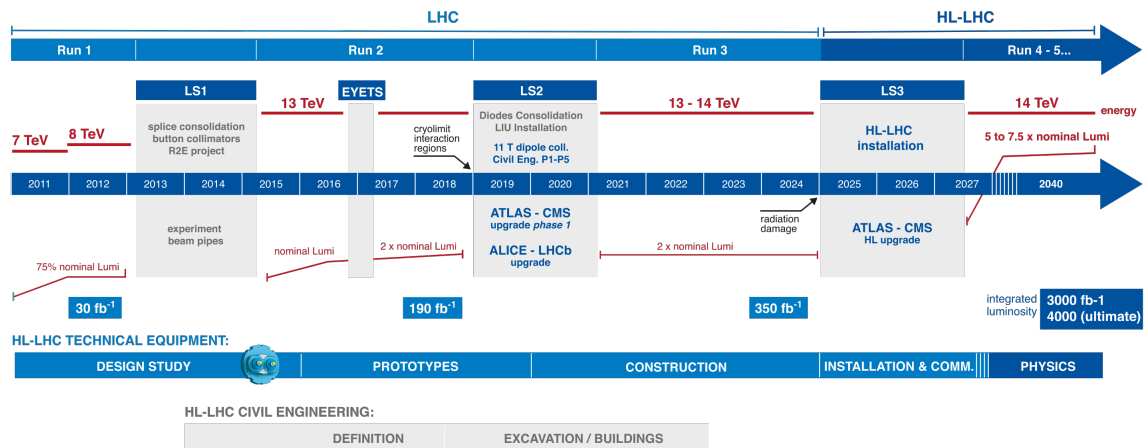 LHC
HL-LHC
Run 1
Run 2
Run 3
Run 4 - 5...
LS1
EYETS
LS2
LS3
13 TeV
13 - 14 TeV
14 TeV
energy
7 TeV
8 TeV
splice consolidation
button collimators
R2E project
cryolimit
interaction
regions
Diodes Consolidation
LIU Installation
11 T dipole coll.
Civil Eng. P1-P5
HL-LHC
installation
5 to 7.5 x nominal Lumi
2011 2012 2013 2014 2015 2016 2017 2018 2019 2020 2021 2022 2023 2024 2025 2026 2027 2040
experiment
beam pipes
ATLAS - CMS
upgrade phase 1
ALICE - LHCb
upgrade
radiation
damage
ATLAS - CMS
HL upgrade
75% nominal Lumi
nominal Lumi
2 x nominal Lumi
2 x nominal Lumi
30 fb-1
190 fb-1
350 fb-1
integrated
luminosity
3000 fb-1
4000 (ultimate)
HL-LHC TECHNICAL EQUIPMENT:
DESIGN STUDY
PROTOTYPES
CONSTRUCTION
INSTALLATION & COMM.
PHYSICS
HL-LHC CIVIL ENGINEERING:
DEFINITION
EXCAVATION / BUILDINGS